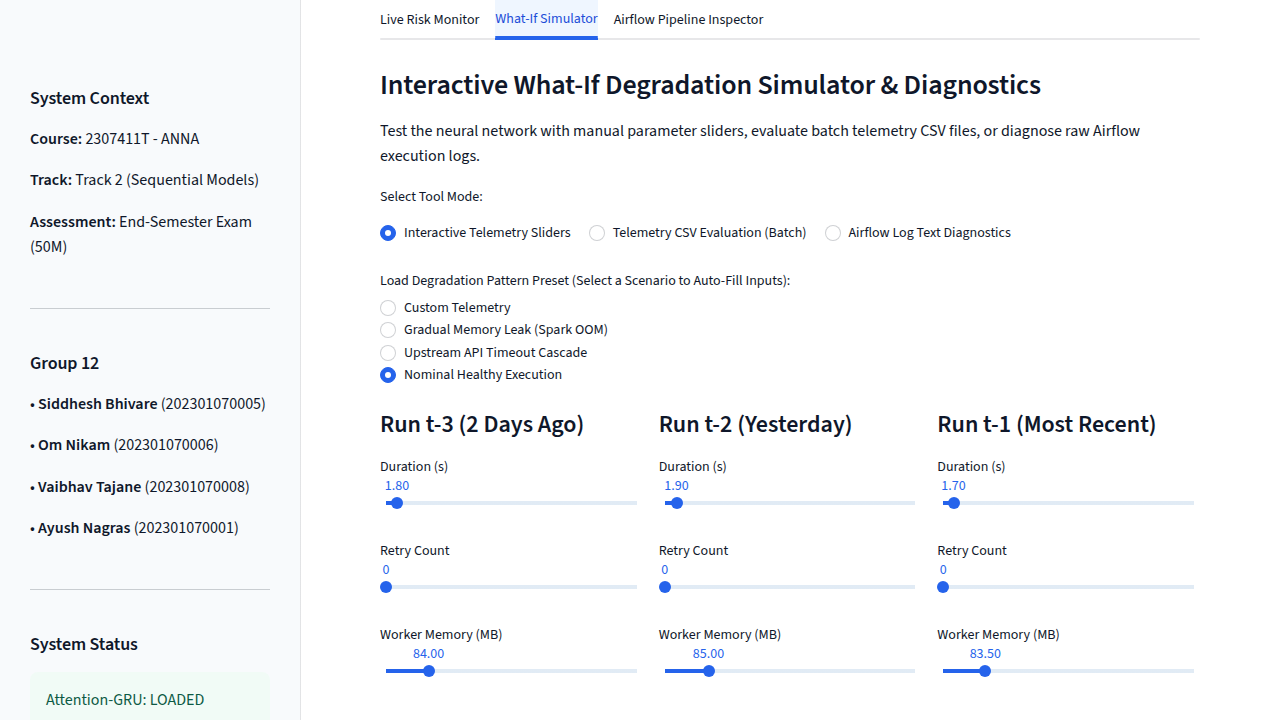 System Context
Course: 2307411T - ANNA
Track: Track 2 (Sequential Models)
Assessment: End-Semester Exam
(50M)
Group 12
• Siddhesh Bhivare (202301070005)
• Om Nikam (202301070006)
• Vaibhav Tajane (202301070008)
• Ayush Nagras (202301070001)
System Status
Attention-GRU: LOADED
Live Risk Monitor What-If Simulator Airflow Pipeline Inspector
Interactive What-If Degradation Simulator & Diagnostics
Test the neural network with manual parameter sliders, evaluate batch telemetry CSV files, or diagnose raw Airflow
execution logs.
Select Tool Mode:
Interactive Telemetry Sliders Telemetry CSV Evaluation (Batch) Airflow Log Text Diagnostics
Load Degradation Pattern Preset (Select a Scenario to Auto-Fill Inputs):
Custom Telemetry
Gradual Memory Leak (Spark OOM)
Upstream API Timeout Cascade
Nominal Healthy Execution
Run t-3 (2 Days Ago) Run t-2 (Yesterday) Run t-1 (Most Recent)
Duration (s) Duration (s) Duration (s)
1.80 1.90 1.70
Retry Count Retry Count Retry Count
0 0 0
Worker Memory (MB) Worker Memory (MB) Worker Memory (MB)
84.00 85.00 83.50